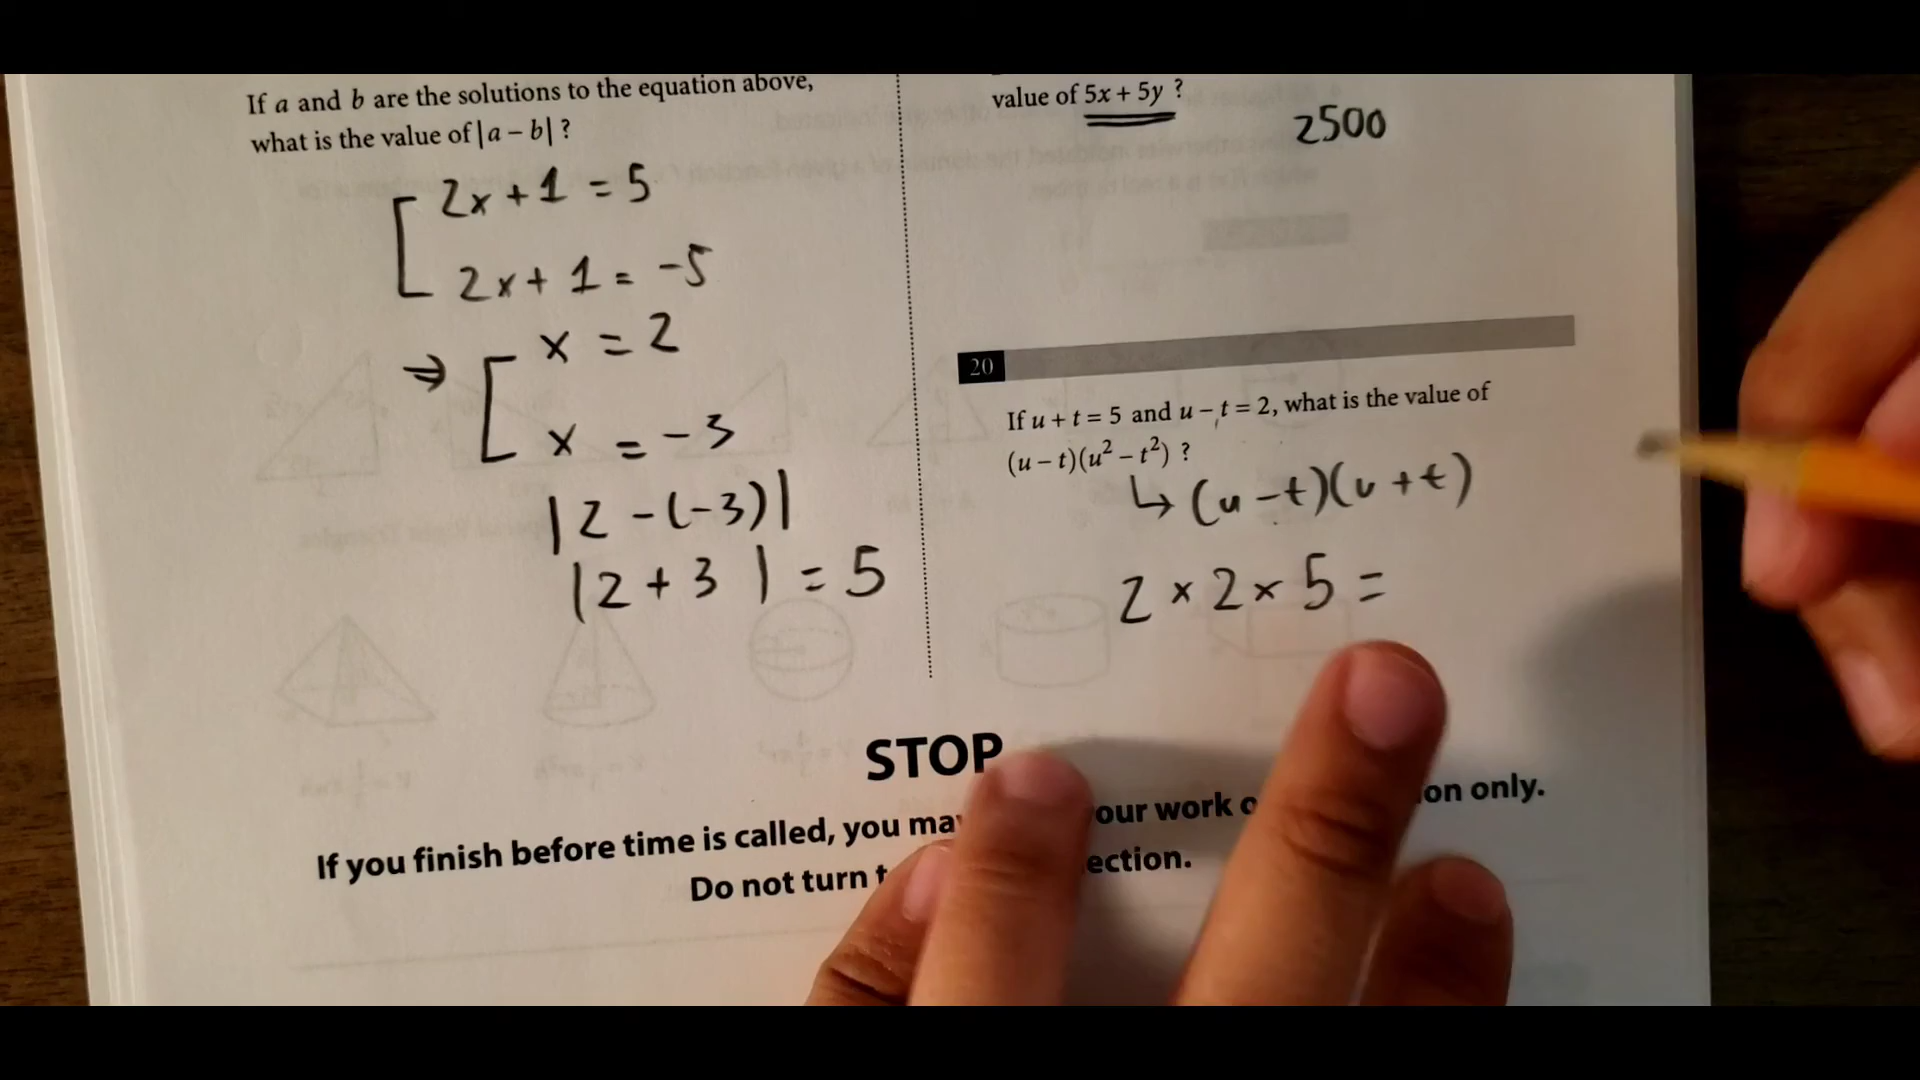 If a and b are the solutions to the equation above,
what is the value of |a – b| ?
2x + 1 = 5
2x + 1 = -5
⇒ x = 2
x = -3
|2 - (-3)|
|2 + 3| = 5
value of 5x + 5y ?
2500
20
If u + t = 5 and u – t = 2, what is the value of
(u – t)(u² – t²) ?
↳ (u - t)(u + t)
2 × 2 × 5 =
STOP
If you finish before time is called, you may our work on only.
Do not turn ection.